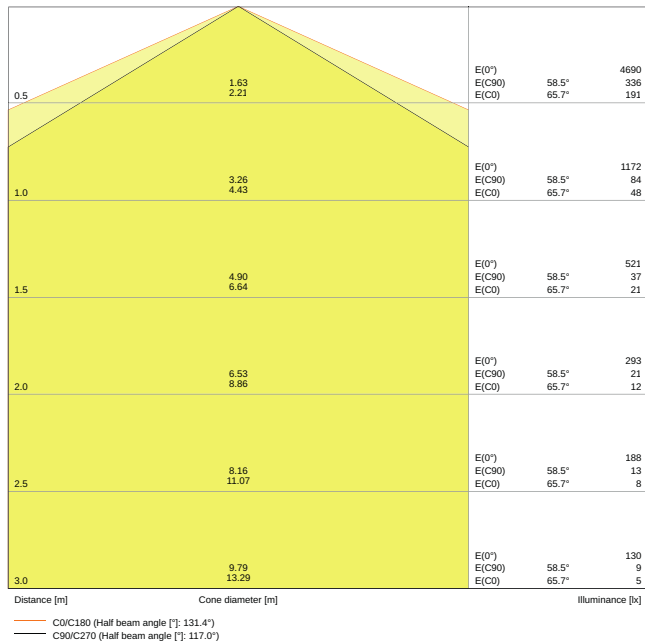 E(0°) 4690
1.63 E(C90) 58.5° 336
0.5 2.21 E(C0) 65.7° 191
E(0°) 1172
3.26 E(C90) 58.5° 84
1.0 4.43 E(C0) 65.7° 48
E(0°) 521
4.90 E(C90) 58.5° 37
1.5 6.64 E(C0) 65.7° 21
E(0°) 293
6.53 E(C90) 58.5° 21
2.0 8.86 E(C0) 65.7° 12
E(0°) 188
8.16 E(C90) 58.5° 13
2.5 11.07 E(C0) 65.7° 8
E(0°) 130
9.79 E(C90) 58.5° 9
3.0 13.29 E(C0) 65.7° 5
Distance [m] Cone diameter [m] Illuminance [lx]
C0/C180 (Half beam angle [°]: 131.4°)
C90/C270 (Half beam angle [°]: 117.0°)